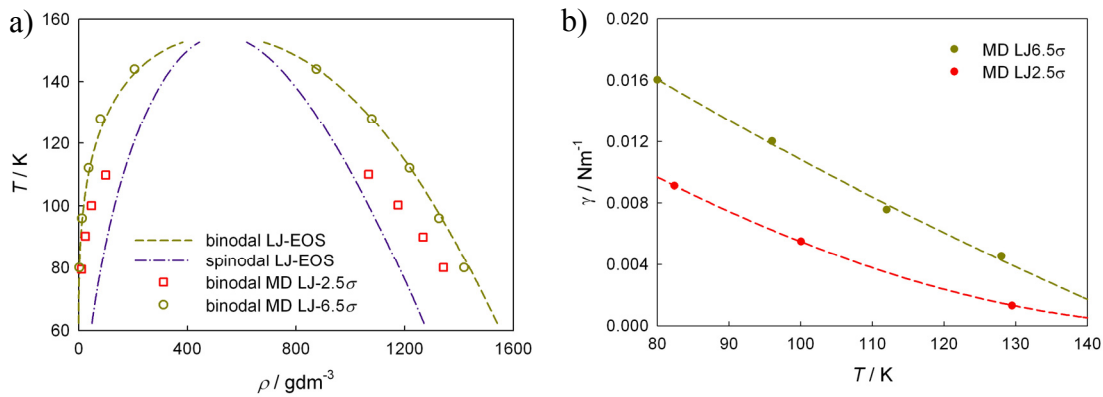 a)
160
140
120
100
80
60
T / K
0
400
800
1200
1600
ρ / gdm⁻³
binodal LJ-EOS
spinodal LJ-EOS
binodal MD LJ-2.5σ
binodal MD LJ-6.5σ
b)
0.020
0.016
0.012
0.008
0.004
0.000
γ / Nm⁻¹
80
90
100
110
120
130
140
T / K
MD LJ6.5σ
MD LJ2.5σ